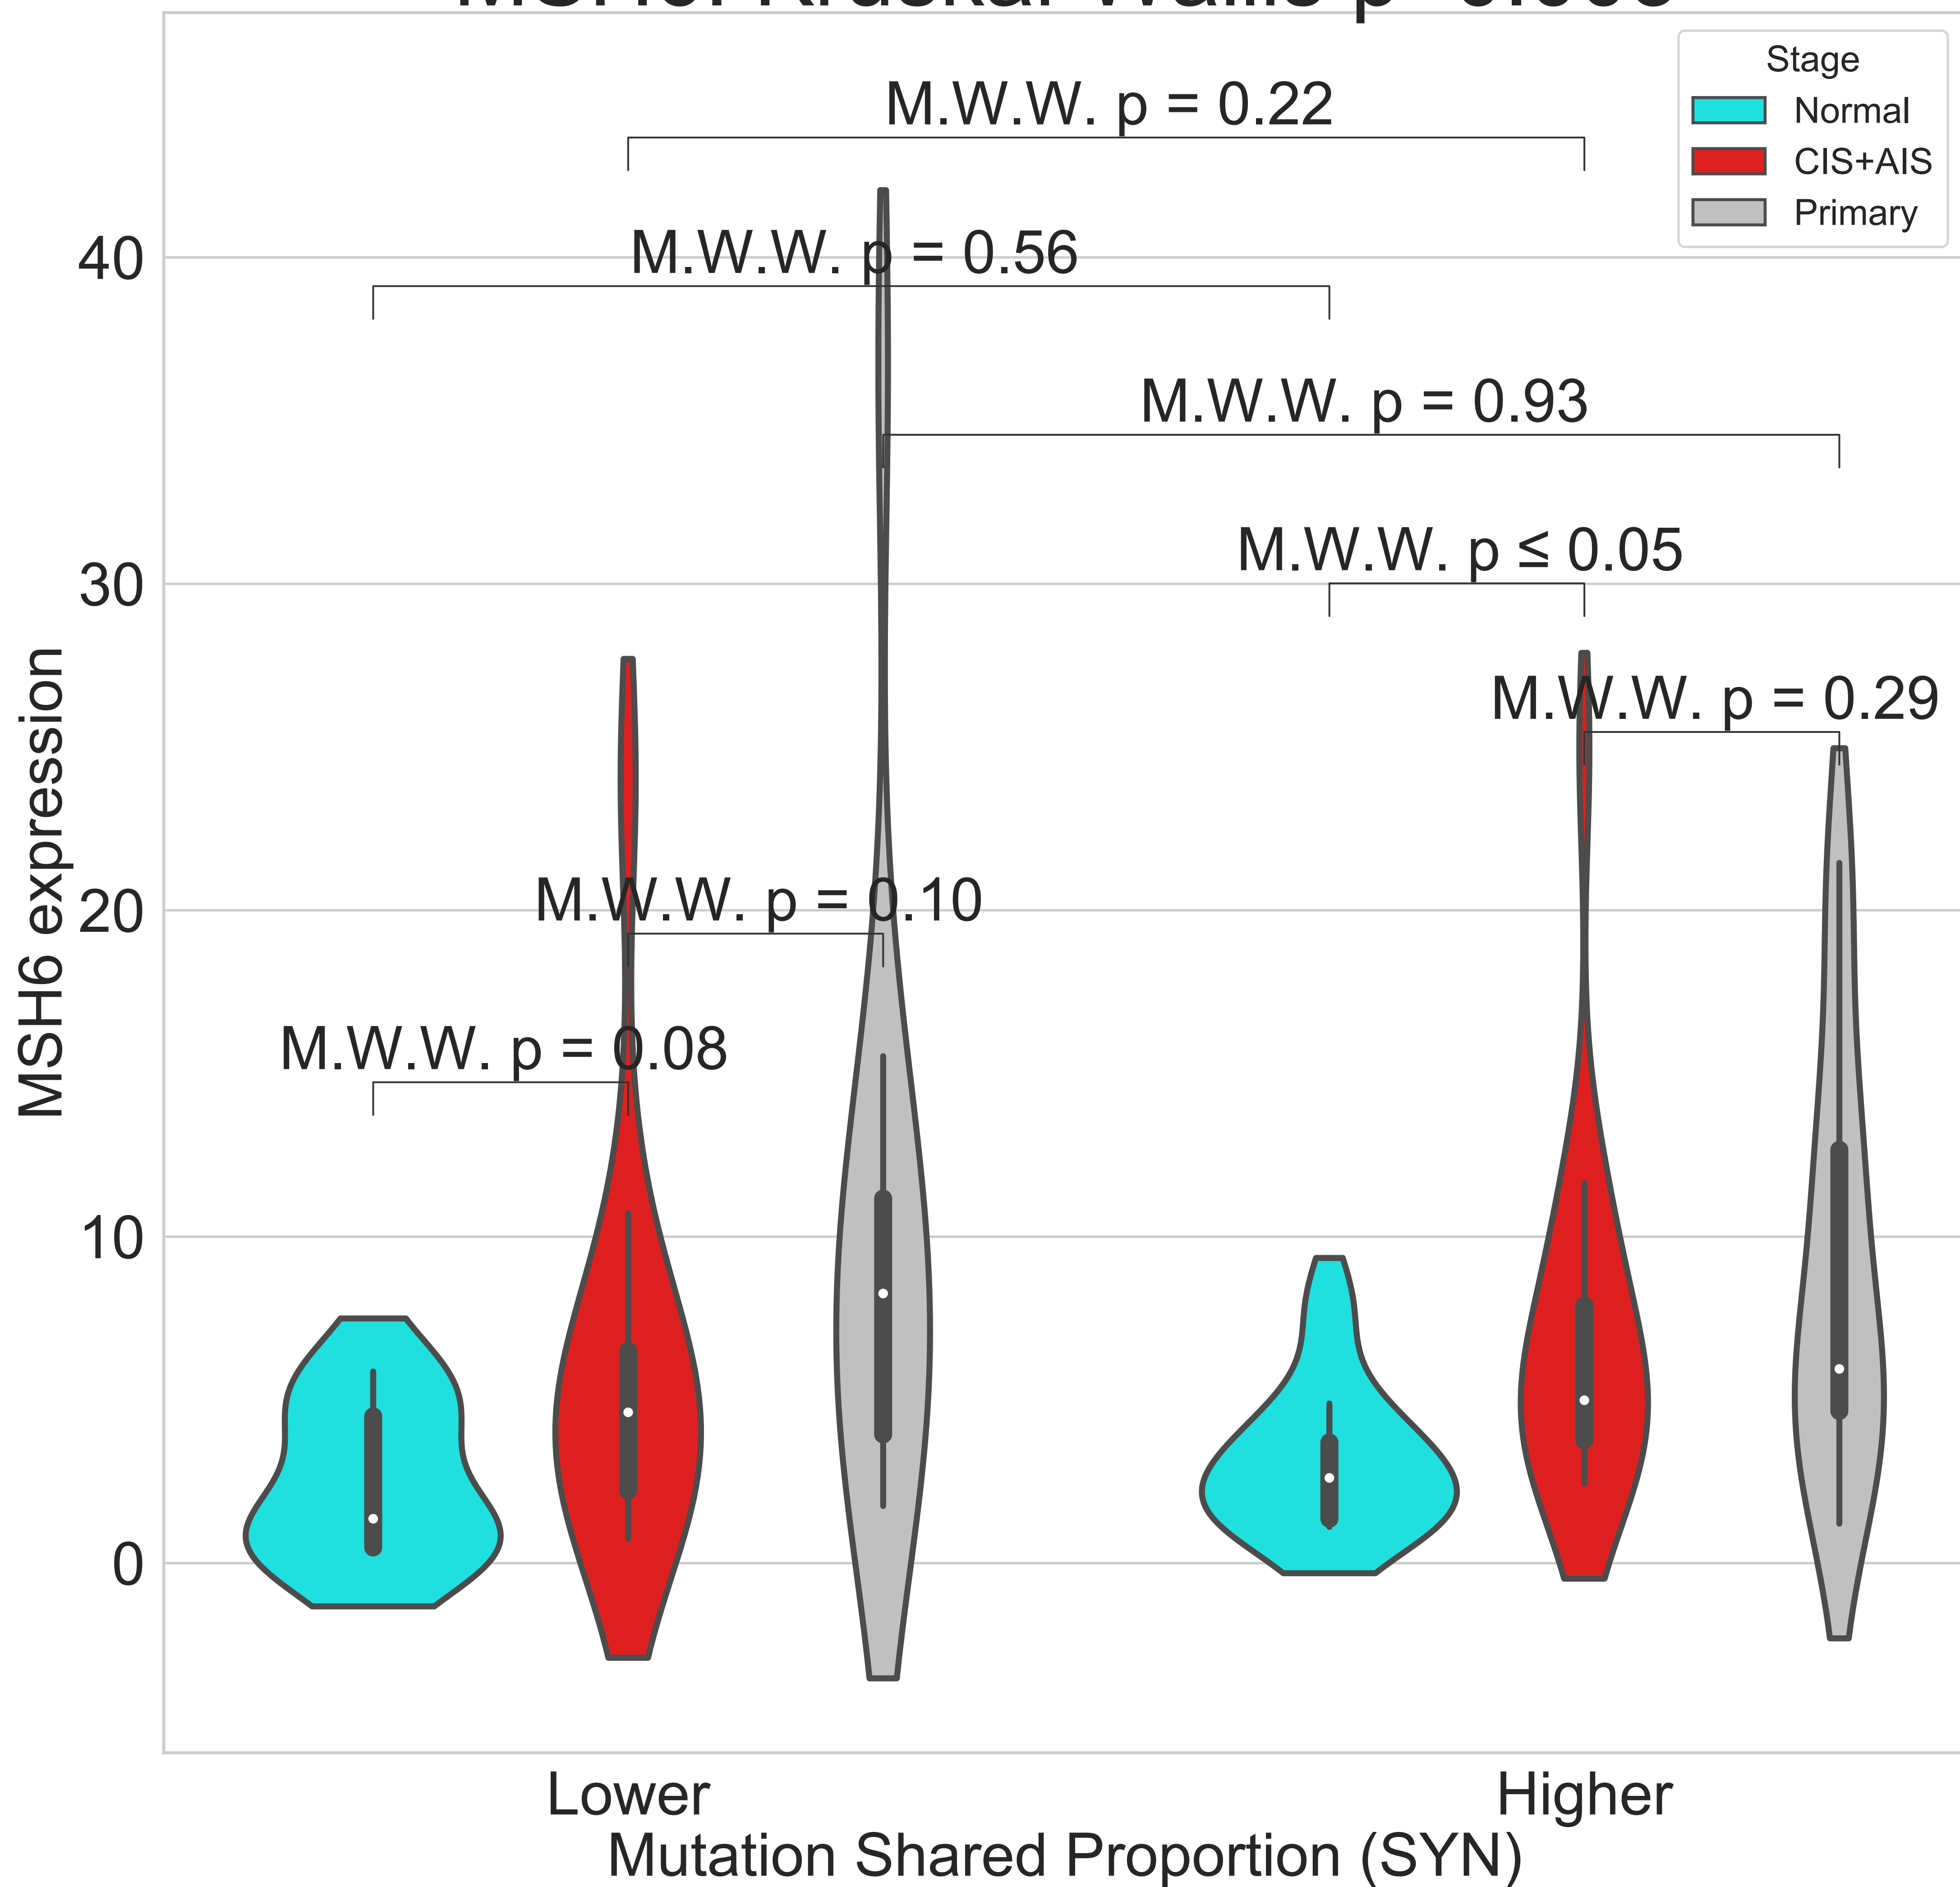 Stage
Normal
CIS+AIS
Primary
M.W.W. p = 0.22
M.W.W. p = 0.56
M.W.W. p = 0.93
M.W.W. p ≤ 0.05
M.W.W. p = 0.29
M.W.W. p = 0.10
M.W.W. p = 0.08
40
30
20
10
0
MSH6 expression
Lower
Higher
Mutation Shared Proportion (SYN)